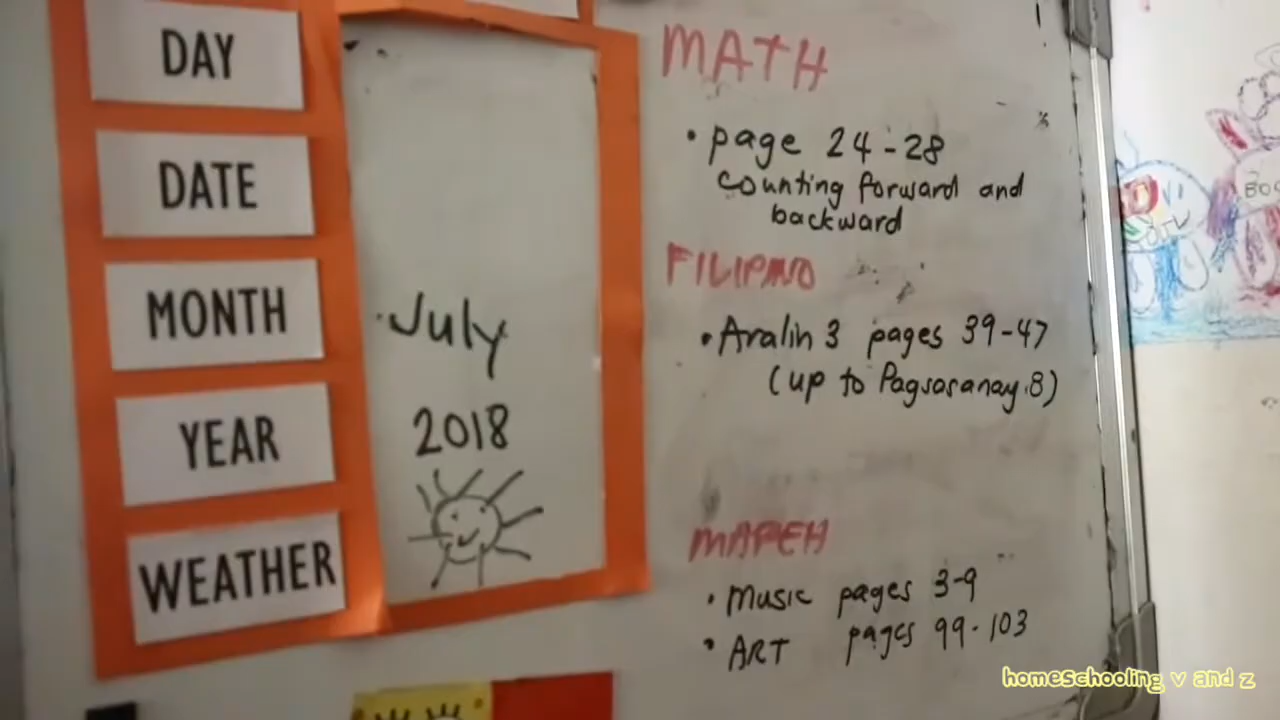 DAY
DATE
MONTH
July
YEAR
2018
WEATHER
MATH
• page 24-28
counting forward and
backward
FILIPINO
• Aralin 3 pages 39-47
(up to Pagsasanay 8)
MAPEH
• Music pages 3-9
• ART pages 99-103
homeschooling v and z